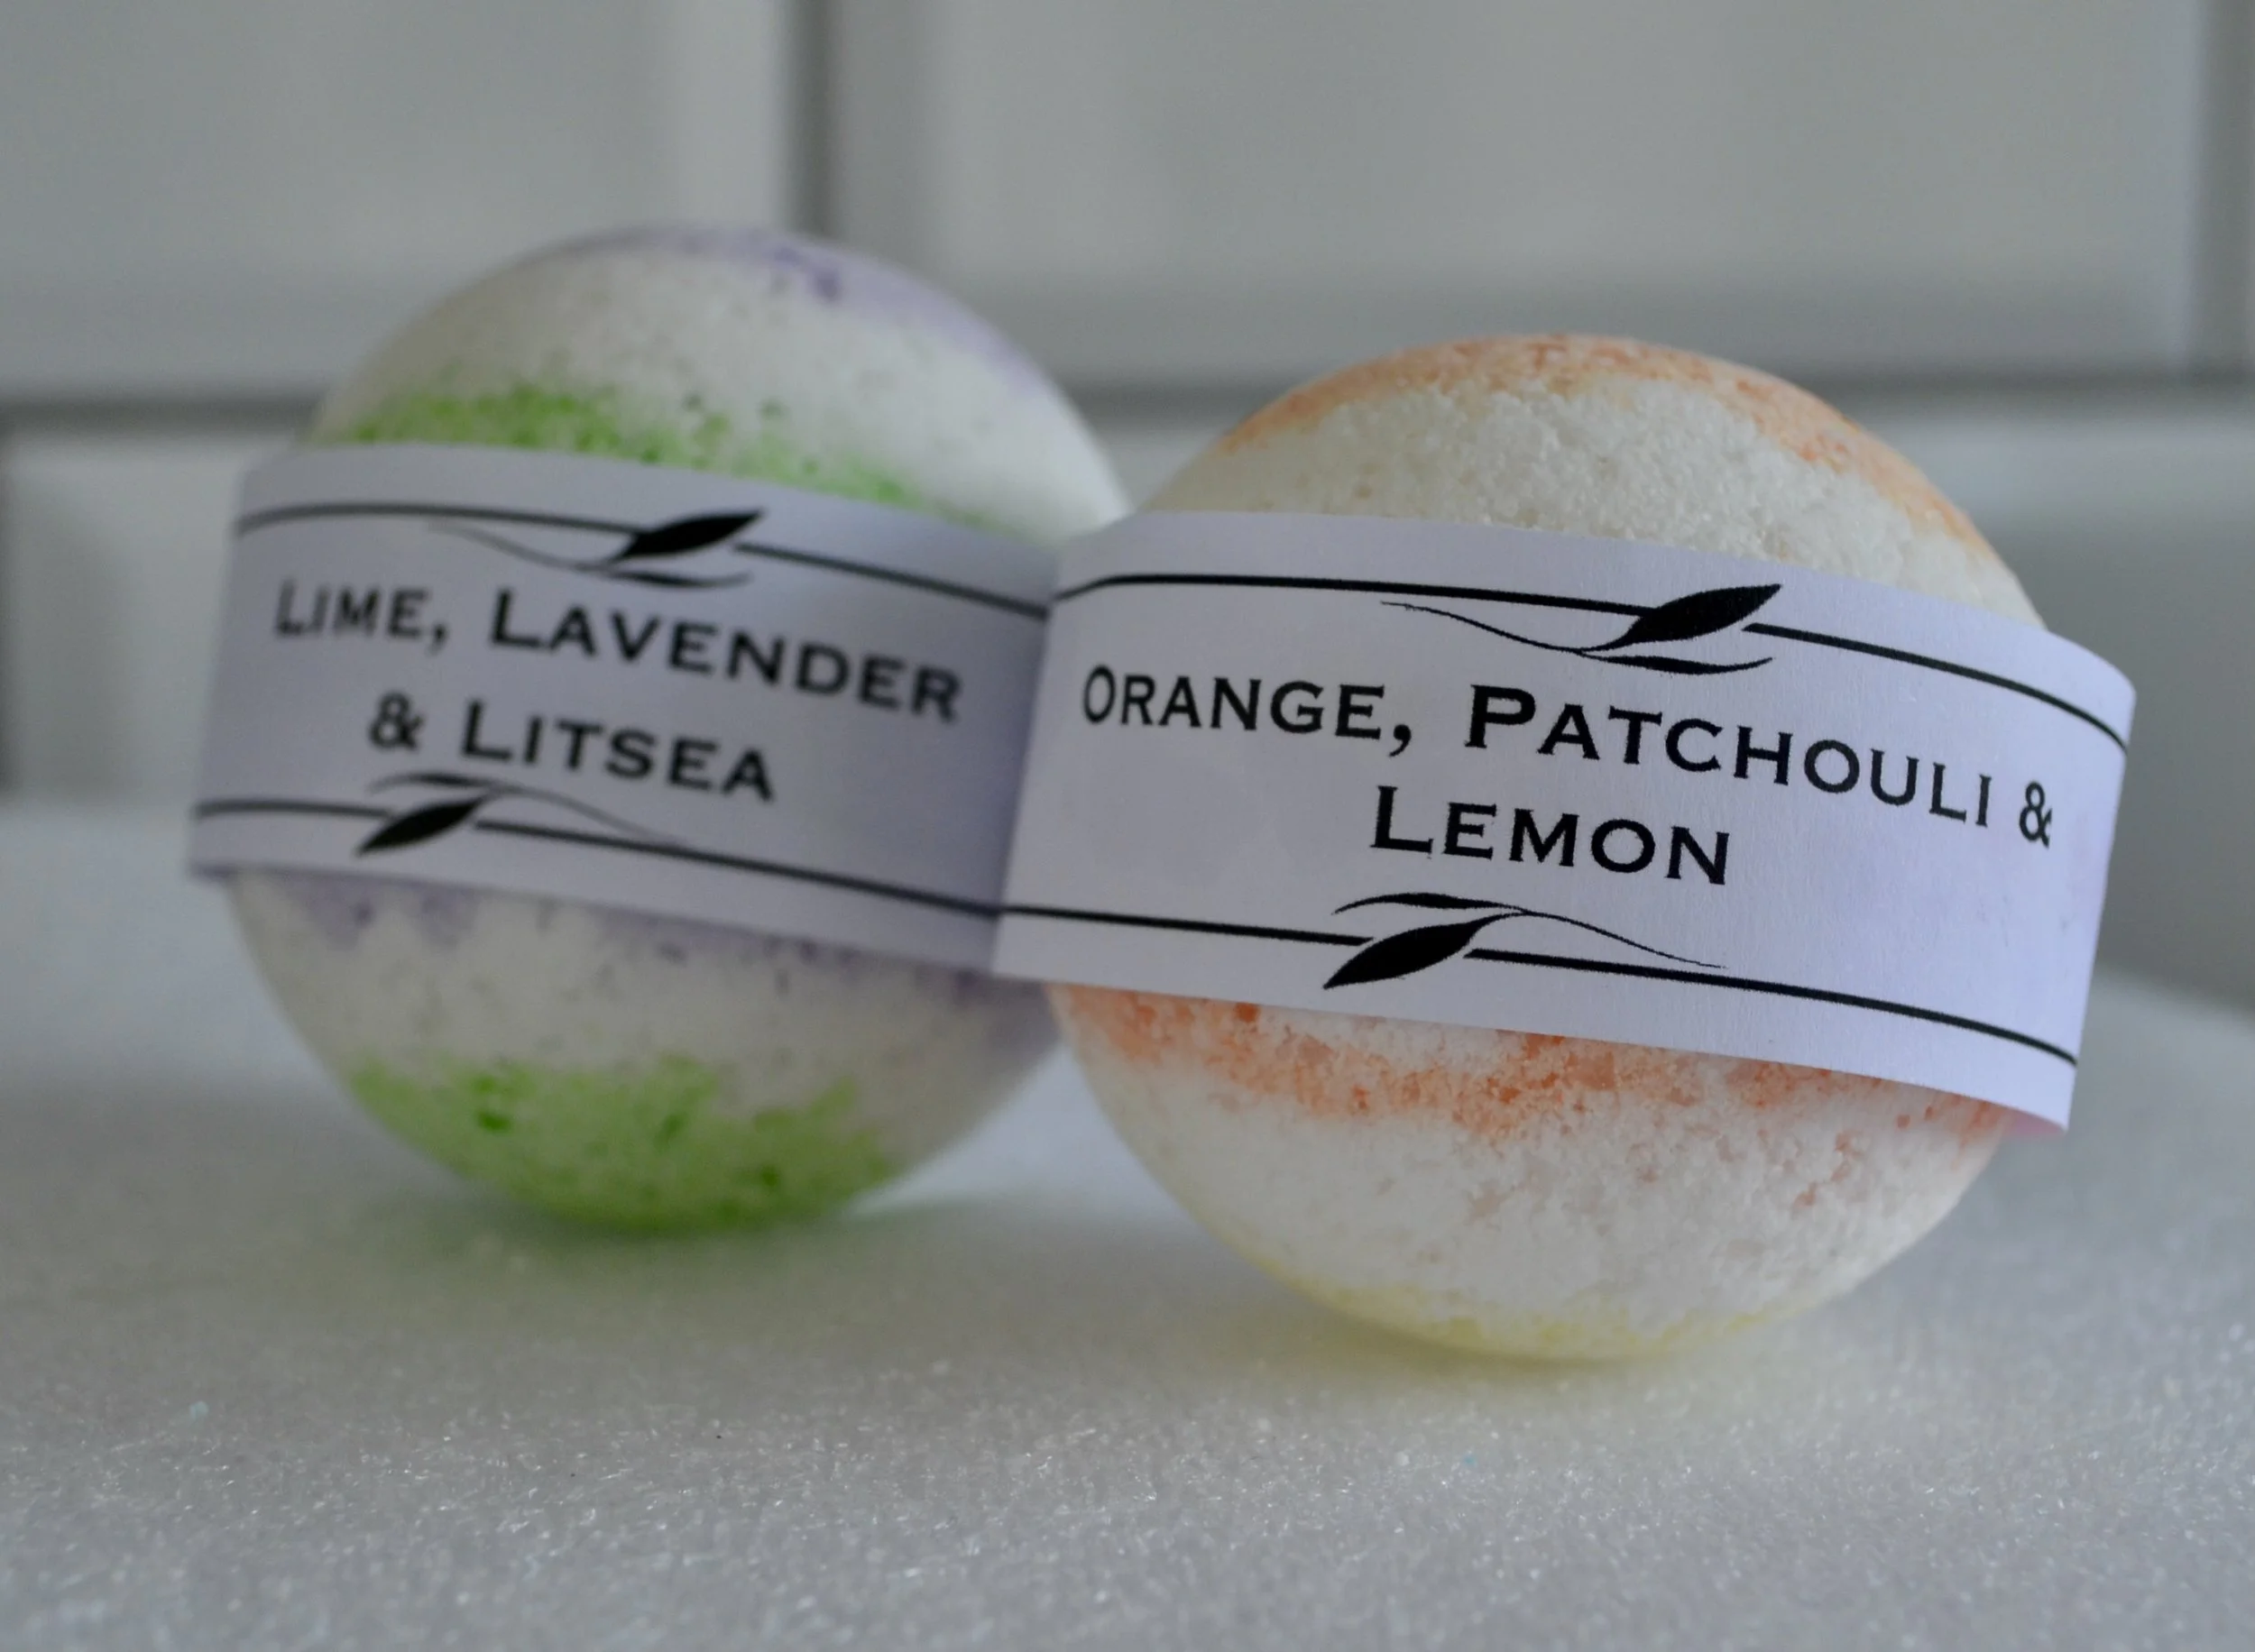 Lime, Lavender
& Litsea
Orange, Patchouli &
Lemon